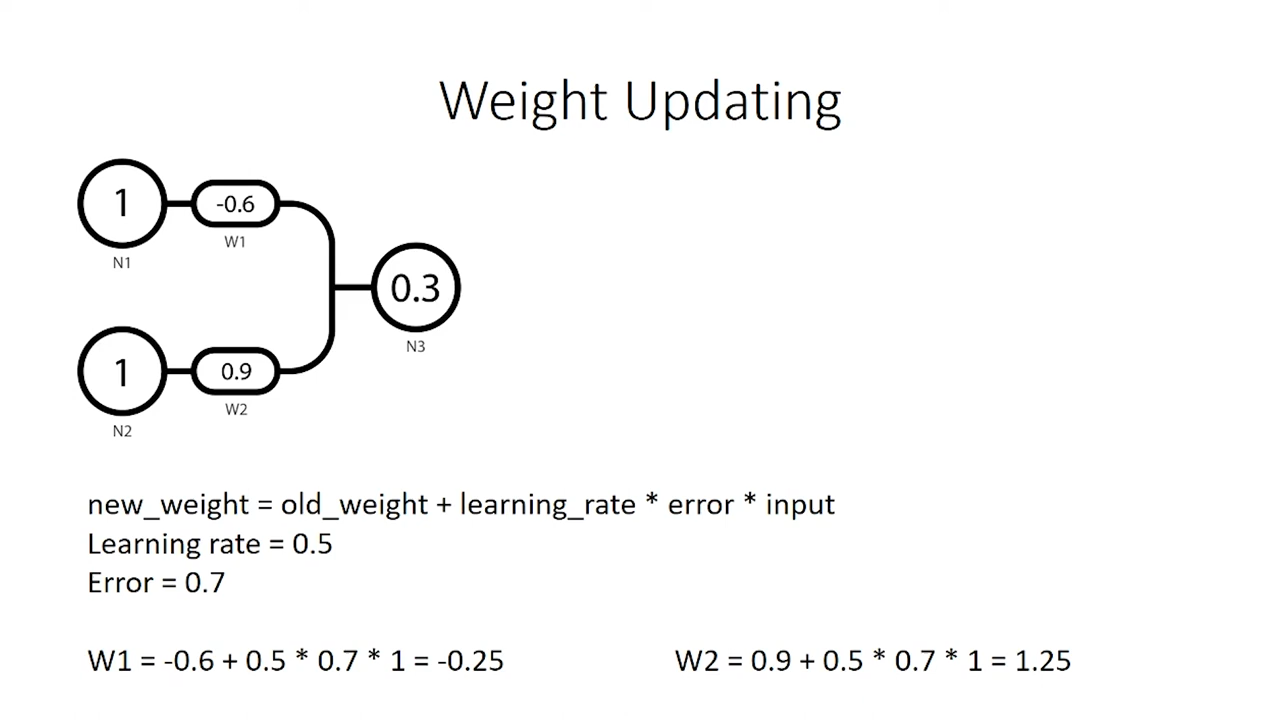 Weight Updating
1
-0.6
W1
N1
0.3
N3
1
0.9
W2
N2
new_weight = old_weight + learning_rate * error * input
Learning rate = 0.5
Error = 0.7
W1 = -0.6 + 0.5 * 0.7 * 1 = -0.25
W2 = 0.9 + 0.5 * 0.7 * 1 = 1.25